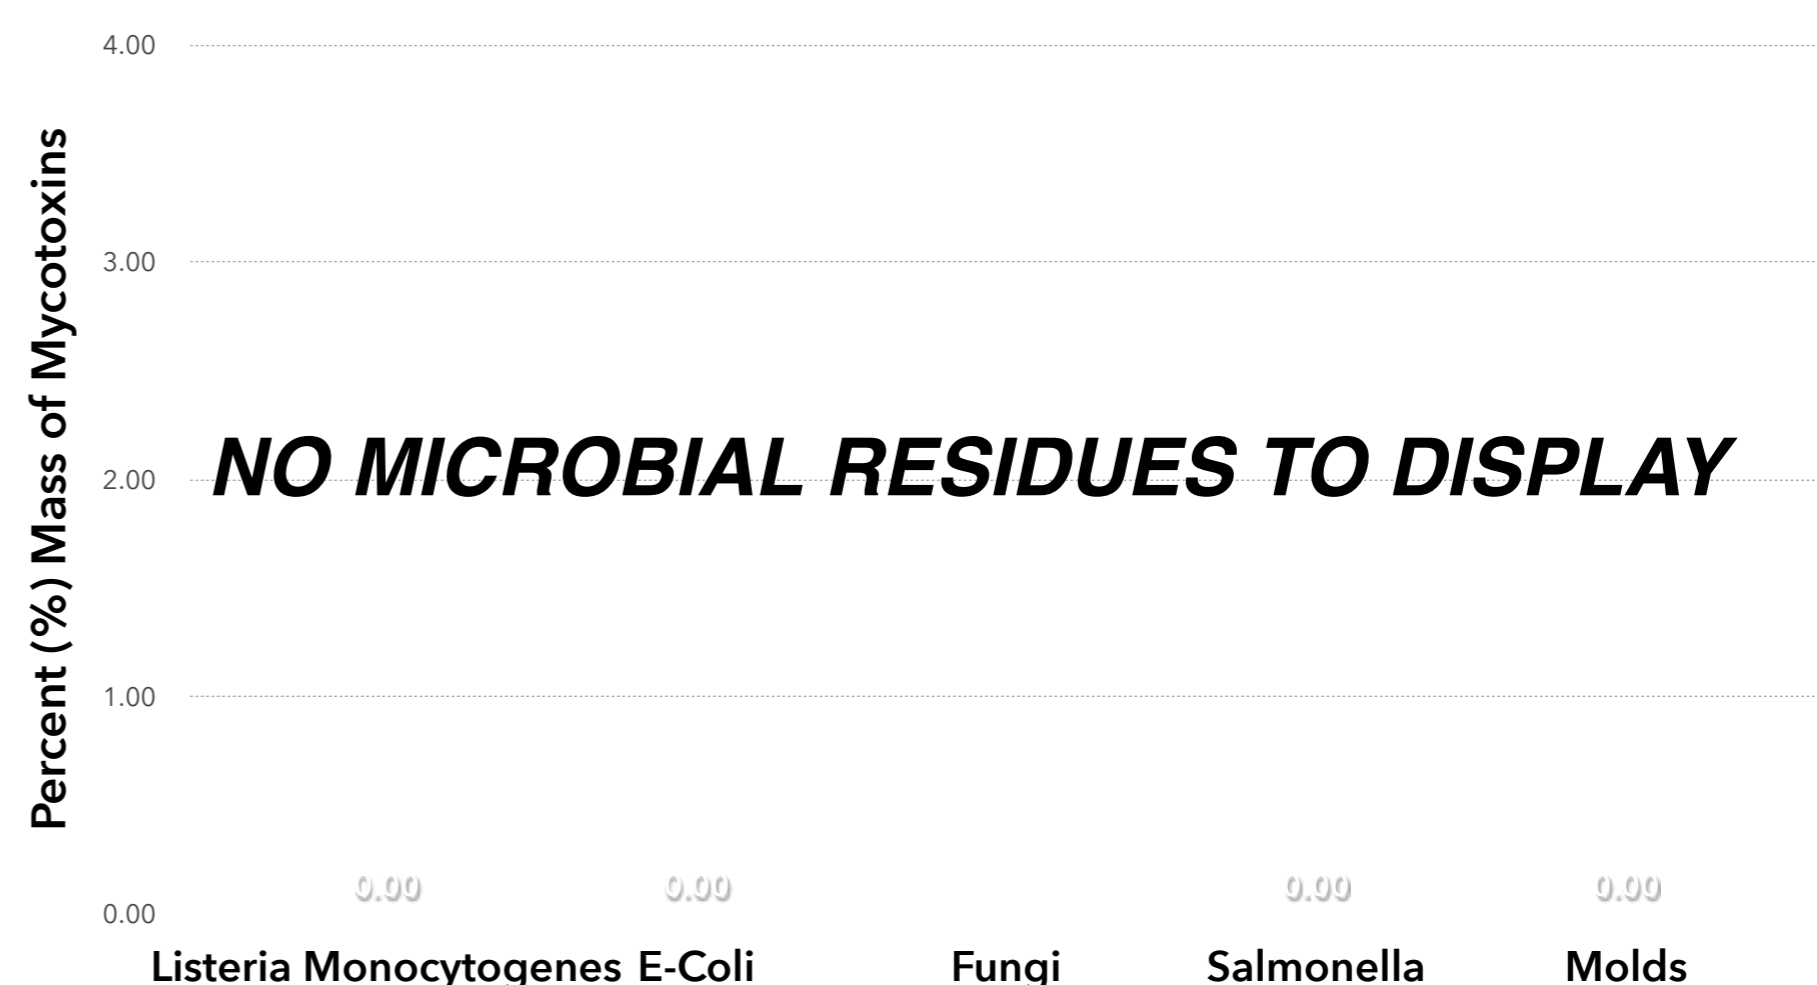 4.00
3.00
2.00
1.00
0.00
Percent (%) Mass of Mycotoxins
NO MICROBIAL RESIDUES TO DISPLAY
0.00 0.00 0.00 0.00
Listeria Monocytogenes E-Coli Fungi Salmonella Molds